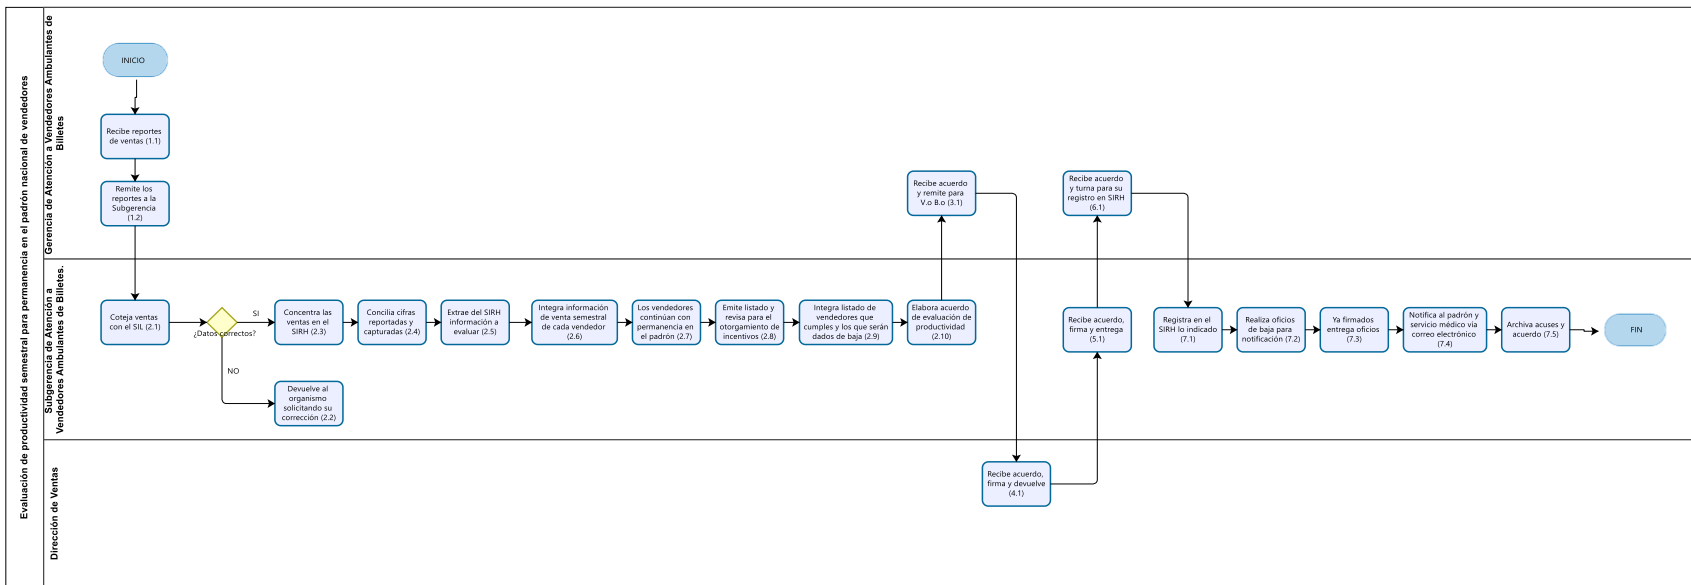 Evaluación de productividad semestral para permanencia en el padrón nacional de vendedores
Gerencia de Atención a Vendedores Ambulantes de
Billetes
INICIO
Recibe reportes
de ventas (1.1)
Remite los
reportes a la
Subgerencia
(1.2)
Recibe acuerdo
y remite para
V.o B.o (3.1)
Recibe acuerdo
y turna para su
registro en SIRH
(6.1)
Subgerencia de Atención a
Vendedores Ambulantes de Billetes.
Coteja ventas
con el SIL (2.1)
¿Datos correctos?
SI
NO
Concentra las
ventas en el
SIRH (2.3)
Devuelve al
organismo
solicitando su
corrección (2.2)
Concilia cifras
reportadas y
capturadas (2.4)
Extrae del SIRH
información a
evaluar (2.5)
Integra información
de venta semestral
de cada vendedor
(2.6)
Los vendedores
continúan con
permanencia en
el padrón (2.7)
Emite listado y
revisa para el
otorgamiento de
incentivos (2.8)
Integra listado de
vendedores que
cumples y los que serán
dados de baja (2.9)
Elabora acuerdo
de evaluación de
productividad
(2.10)
Recibe acuerdo,
firma y entrega
(5.1)
Registra en el
SIRH lo indicado
(7.1)
Realiza oficios
de baja para
notificación (7.2)
Ya firmados
entrega oficios
(7.3)
Notifica al padrón y
servicio médico via
correo electrónico
(7.4)
Archiva acuses y
acuerdo (7.5)
FIN
Dirección de Ventas
Recibe acuerdo,
firma y devuelve
(4.1)